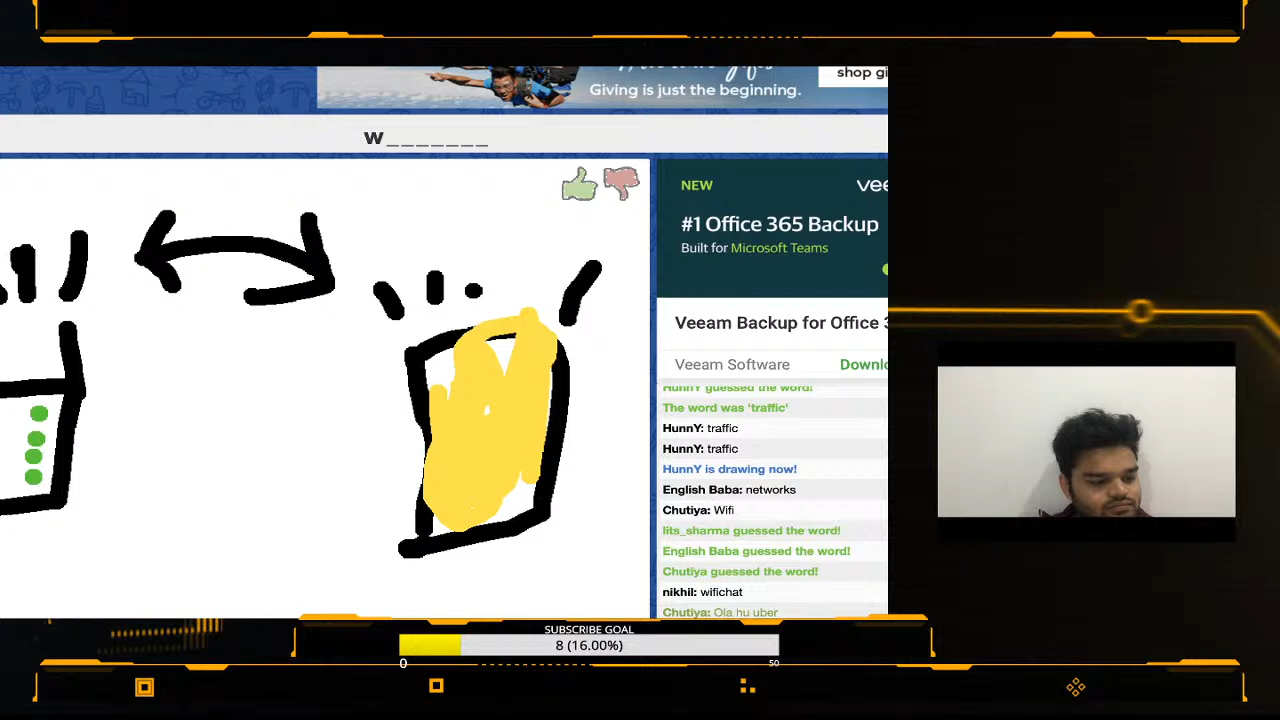 Giving is just the beginning.
shop gi
W_______
NEW
vee
#1 Office 365 Backup
Built for Microsoft Teams
Veeam Backup for Office 3
Veeam Software
Downlo
HunnY guessed the word!
The word was 'traffic'
HunnY: traffic
HunnY: traffic
HunnY is drawing now!
English Baba: networks
Chutiya: Wifi
lits_sharma guessed the word!
English Baba guessed the word!
Chutiya guessed the word!
nikhil: wifichat
Chutiya: Ola hu uber
SUBSCRIBE GOAL
8 (16.00%)
0
50